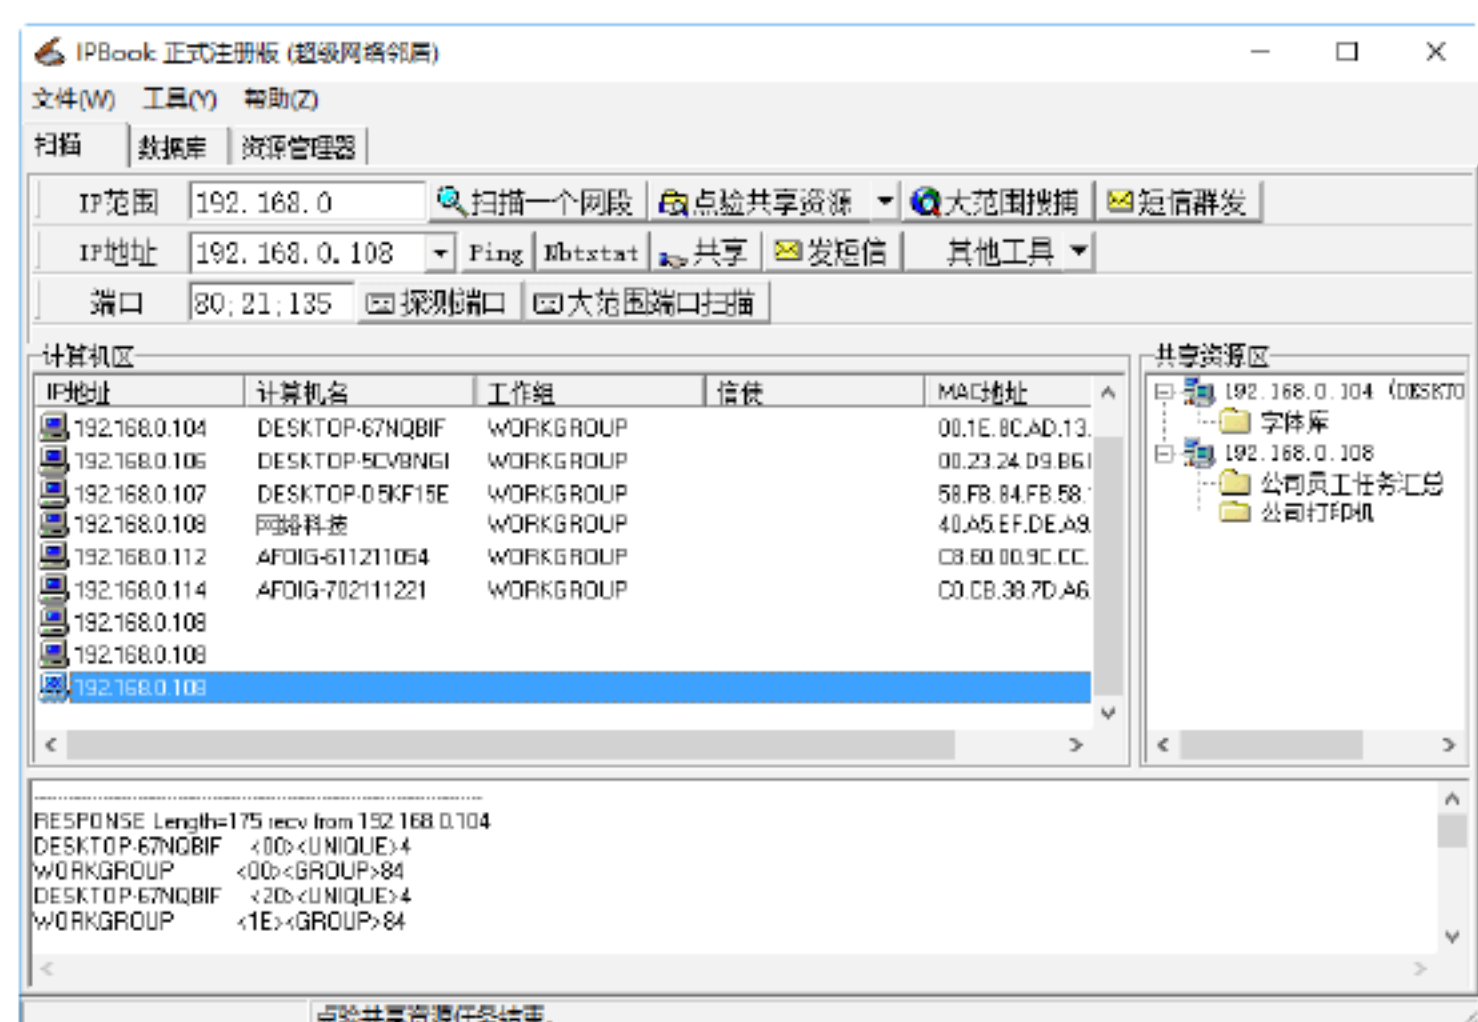 IPBook 正式注册版 (超级网络邻居)
文件(W) 工具(Y) 帮助(Z)
扫描 数据库 资源管理器
IP范围 192.168.0 扫描一个网段 点验共享资源 大范围搜捕 短信群发
IP地址 192.168.0.108 Ping Nbtstat 共享 发短信 其他工具
端口 80;21;135 探测端口 大范围端口扫描
计算机区 共享资源区
IP地址 计算机名 工作组 信使 MAC地址
192.168.0.104 DESKTOP-67NQBIF WORKGROUP 00.1E.8C.AD.13.
192.168.0.106 DESKTOP-5CV8NGI WORKGROUP 00.23.24.D9.B6.
192.168.0.107 DESKTOP-D5KF15E WORKGROUP 58.FB.84.FB.58.
192.168.0.108 网络科技 WORKGROUP 40.A5.EF.DE.A9.
192.168.0.112 AFOIG-611211054 WORKGROUP C8.60.00.9C.CC.
192.168.0.114 AFOIG-702111221 WORKGROUP C0.CB.38.7D.A6.
192.168.0.108
192.168.0.108
192.168.0.108
192.168.0.104 (DESKTO
字体库
192.168.0.108
公司员工任务汇总
公司打印机
RESPONSE Length=175 recv from 192.168.0.104
DESKTOP-67NQBIF <00><UNIQUE>4
WORKGROUP <00><GROUP>84
DESKTOP-67NQBIF <20><UNIQUE>4
WORKGROUP <1E><GROUP>84
点验共享资源任务结束。